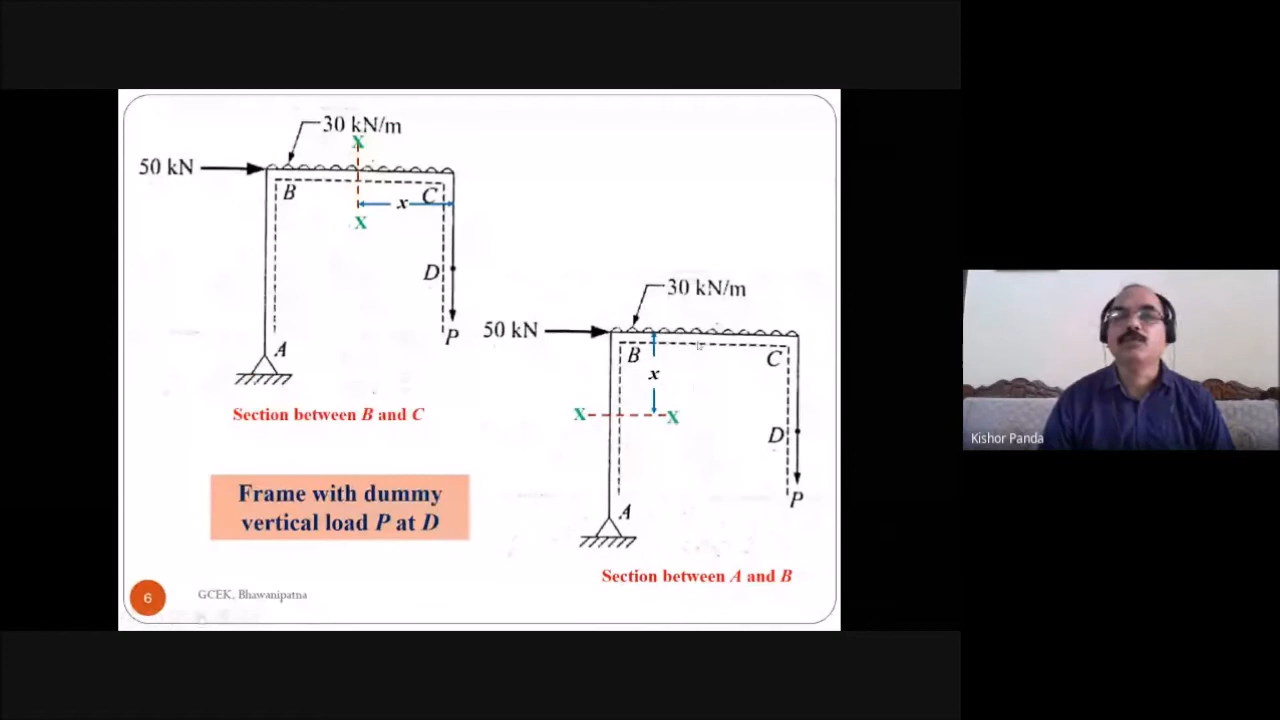 30 kN/m
X
50 kN
B
C
x
X
D
P
A
Section between B and C
30 kN/m
50 kN
B
C
x
X
X
D
P
A
Section between A and B
Frame with dummy
vertical load P at D
6
GCEK, Bhawanipatna
Kishor Panda